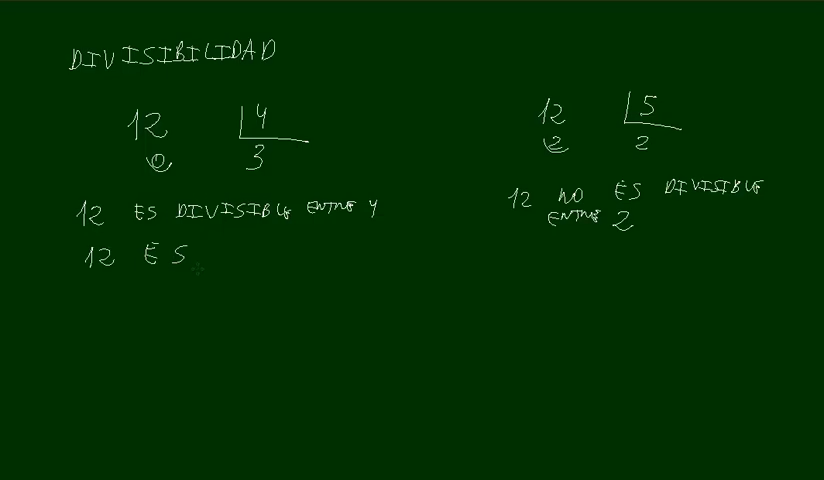 DIVISIBILIDAD
12 4
0 3
12 ES DIVISIBLE ENTRE 4
12 ES
12 5
2 2
12 NO ES DIVISIBLE
ENTRE 2